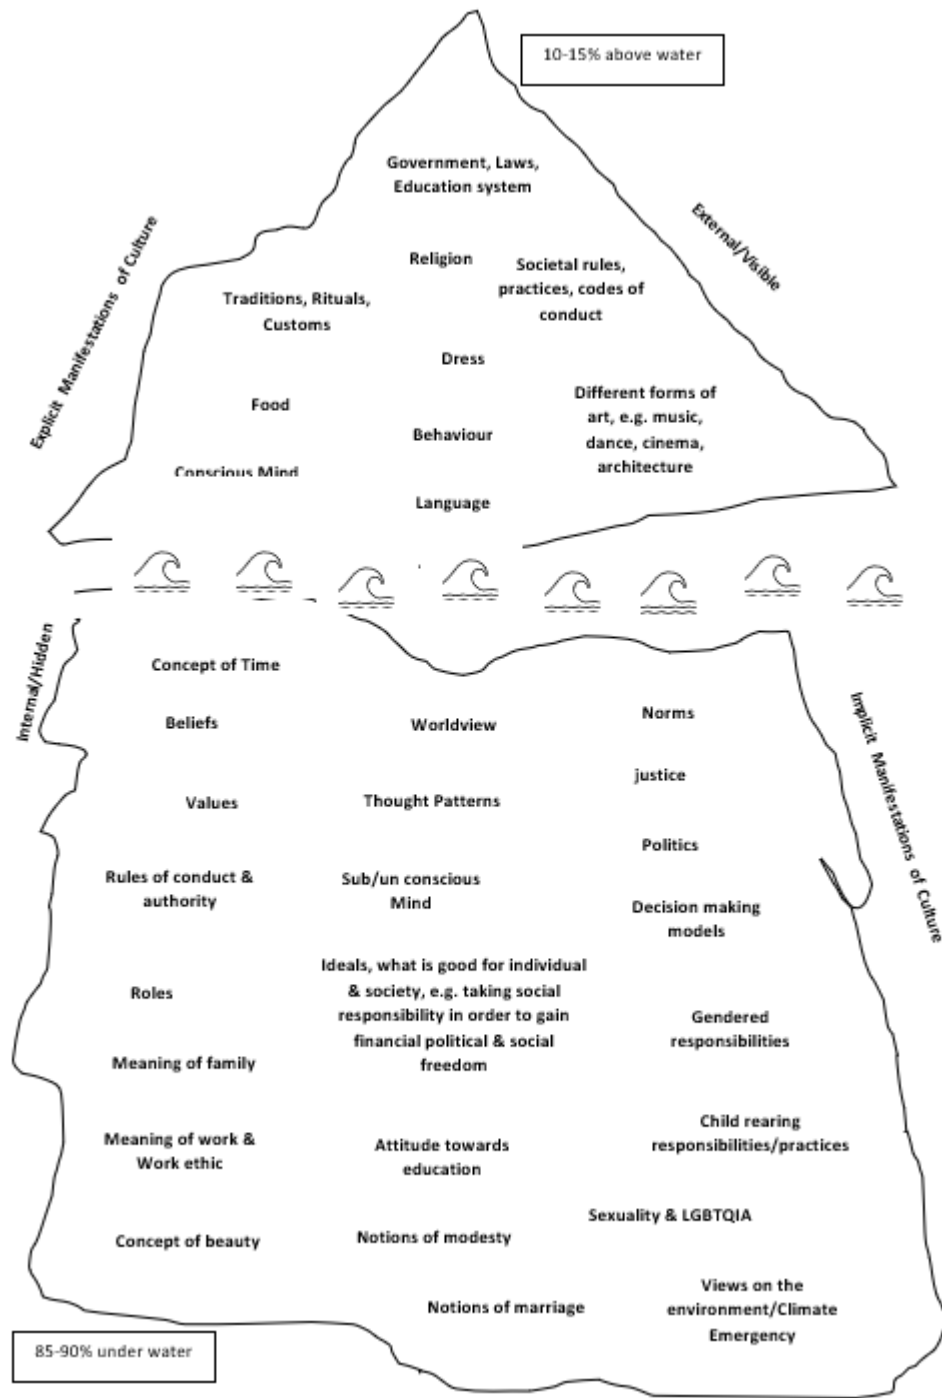 10-15% above water
Government, Laws,
Education system
External/Visible
Explicit Manifestations of Culture
Religion
Societal rules,
practices, codes of
conduct
Traditions, Rituals,
Customs
Dress
Food
Different forms of
art, e.g. music,
dance, cinema,
architecture
Behaviour
Conscious Mind
Language
Internal/Hidden
Concept of Time
Beliefs
Worldview
Norms
Implicit Manifestations of Culture
justice
Values
Thought Patterns
Politics
Rules of conduct &
authority
Sub/un conscious
Mind
Decision making
models
Ideals, what is good for individual
& society, e.g. taking social
responsibility in order to gain
financial political & social
freedom
Roles
Gendered
responsibilities
Meaning of family
Child rearing
responsibilities/practices
Meaning of work &
Work ethic
Attitude towards
education
Sexuality & LGBTQIA
Concept of beauty
Notions of modesty
Notions of marriage
Views on the
environment/Climate
Emergency
85-90% under water